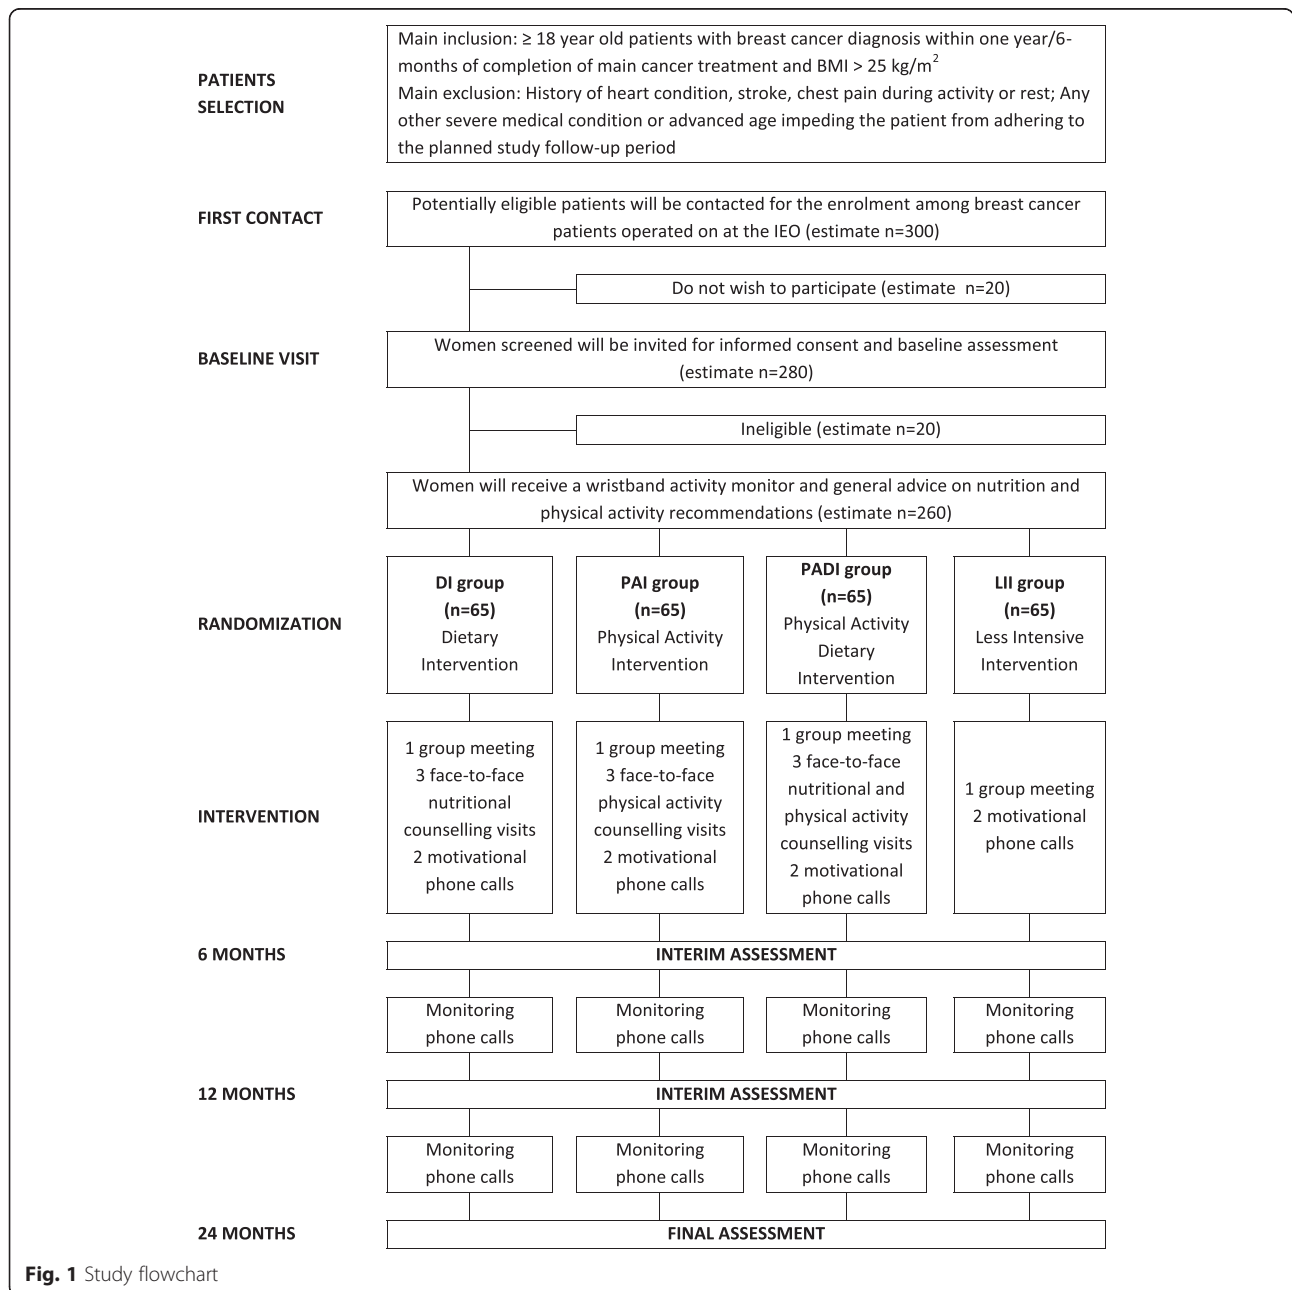 PATIENTS
SELECTION
Main inclusion: ≥ 18 year old patients with breast cancer diagnosis within one year/6-
months of completion of main cancer treatment and BMI > 25 kg/m²
Main exclusion: History of heart condition, stroke, chest pain during activity or rest; Any
other severe medical condition or advanced age impeding the patient from adhering to
the planned study follow-up period
FIRST CONTACT
Potentially eligible patients will be contacted for the enrolment among breast cancer
patients operated on at the IEO (estimate n=300)
Do not wish to participate (estimate n=20)
BASELINE VISIT
Women screened will be invited for informed consent and baseline assessment
(estimate n=280)
Ineligible (estimate n=20)
Women will receive a wristband activity monitor and general advice on nutrition and
physical activity recommendations (estimate n=260)
RANDOMIZATION
DI group
(n=65)
Dietary
Intervention
PAI group
(n=65)
Physical Activity
Intervention
PADI group
(n=65)
Physical Activity
Dietary
Intervention
LII group
(n=65)
Less Intensive
Intervention
INTERVENTION
1 group meeting
3 face-to-face
nutritional
counselling visits
2 motivational
phone calls
1 group meeting
3 face-to-face
physical activity
counselling visits
2 motivational
phone calls
1 group meeting
3 face-to-face
nutritional and
physical activity
counselling visits
2 motivational
phone calls
1 group meeting
2 motivational
phone calls
6 MONTHS
INTERIM ASSESSMENT
Monitoring
phone calls
Monitoring
phone calls
Monitoring
phone calls
Monitoring
phone calls
12 MONTHS
INTERIM ASSESSMENT
Monitoring
phone calls
Monitoring
phone calls
Monitoring
phone calls
Monitoring
phone calls
24 MONTHS
FINAL ASSESSMENT
Fig. 1 Study flowchart